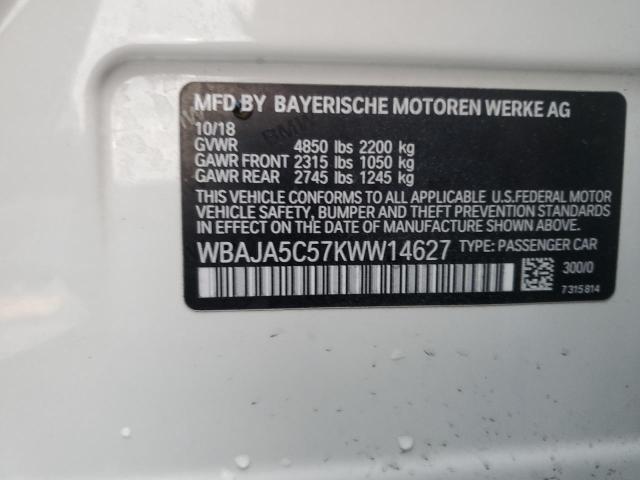 MFD BY BAYERISCHE MOTOREN WERKE AG
10/18
GVWR 4850 lbs 2200 kg
GAWR FRONT 2315 lbs 1050 kg
GAWR REAR 2745 lbs 1245 kg
THIS VEHICLE CONFORMS TO ALL APPLICABLE U.S.FEDERAL MOTOR
VEHICLE SAFETY, BUMPER AND THEFT PREVENTION STANDARDS
IN EFFECT ON THE DATE OF MANUFACTURE SHOWN ABOVE.
WBAJA5C57KWW14627 TYPE: PASSENGER CAR
300/0
7315814